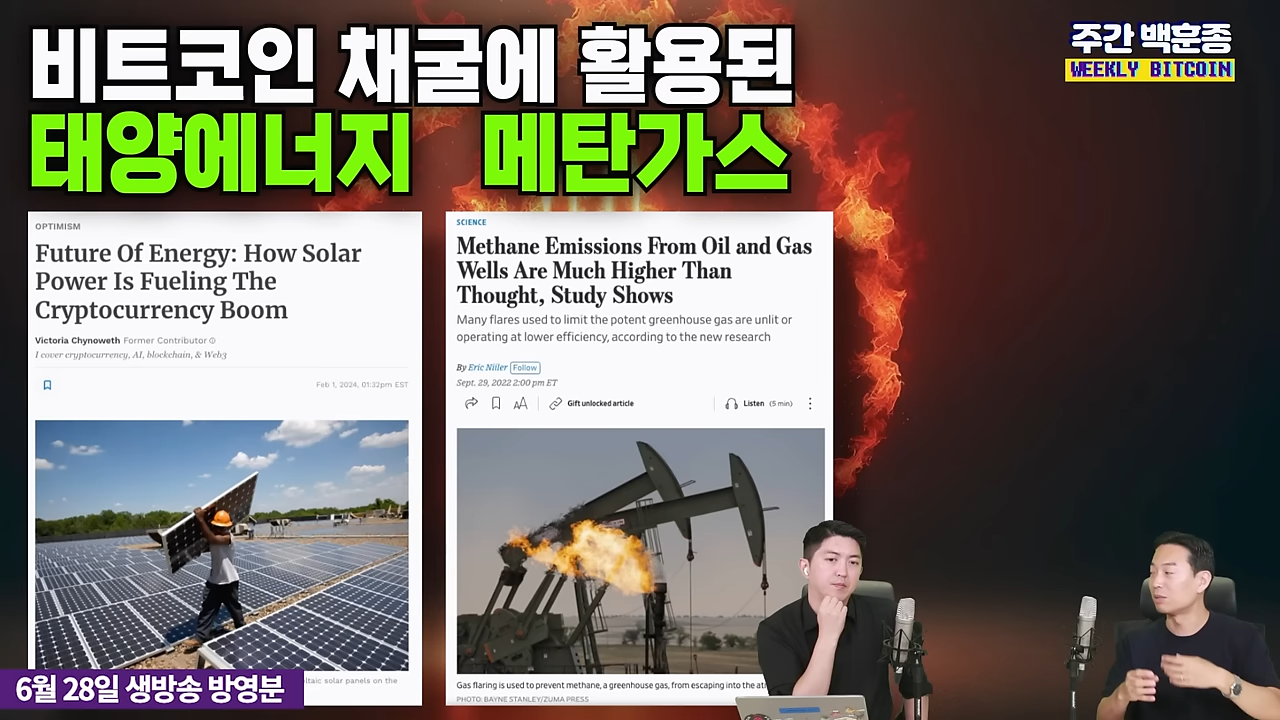 비트코인 채굴에 활용된
태양에너지 메탄가스
주간 백훈종
WEEKLY BITCOIN
OPTIMISM
Future Of Energy: How Solar
Power Is Fueling The
Cryptocurrency Boom
Victoria Chynoweth Former Contributor
I cover cryptocurrency, AI, blockchain, & Web3
Feb 1, 2024, 01:32pm EST
ltaic solar panels on the
SCIENCE
Methane Emissions From Oil and Gas
Wells Are Much Higher Than
Thought, Study Shows
Many flares used to limit the potent greenhouse gas are unlit or
operating at lower efficiency, according to the new research
By Eric Niiler Follow
Sept. 29, 2022 2:00 pm ET
AA Gift unlocked article Listen (5 min)
Gas flaring is used to prevent methane, a greenhouse gas, from escaping into the
PHOTO: BAYNE STANLEY/ZUMA PRESS
6월 28일 생방송 방영분